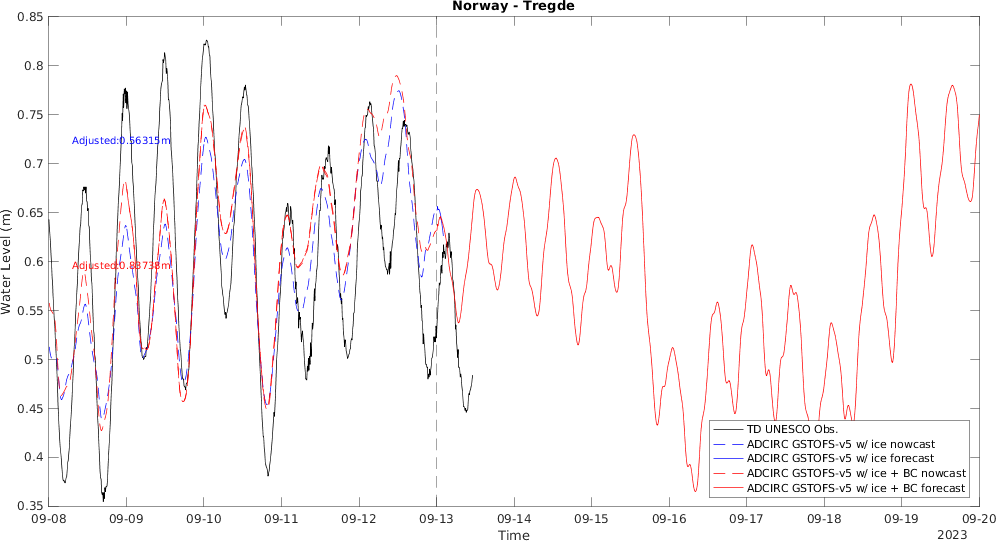 Norway - Tregde
0.85
0.8
0.75
0.7
0.65
0.6
0.55
0.5
0.45
0.4
0.35
Water Level (m)
Adjusted:0.56315m
Adjusted:0.83738m
TD UNESCO Obs.
ADCIRC GSTOFS-v5 w/ ice nowcast
ADCIRC GSTOFS-v5 w/ ice forecast
ADCIRC GSTOFS-v5 w/ ice + BC nowcast
ADCIRC GSTOFS-v5 w/ ice + BC forecast
09-08 09-09 09-10 09-11 09-12 09-13 09-14 09-15 09-16 09-17 09-18 09-19 09-20
Time
2023